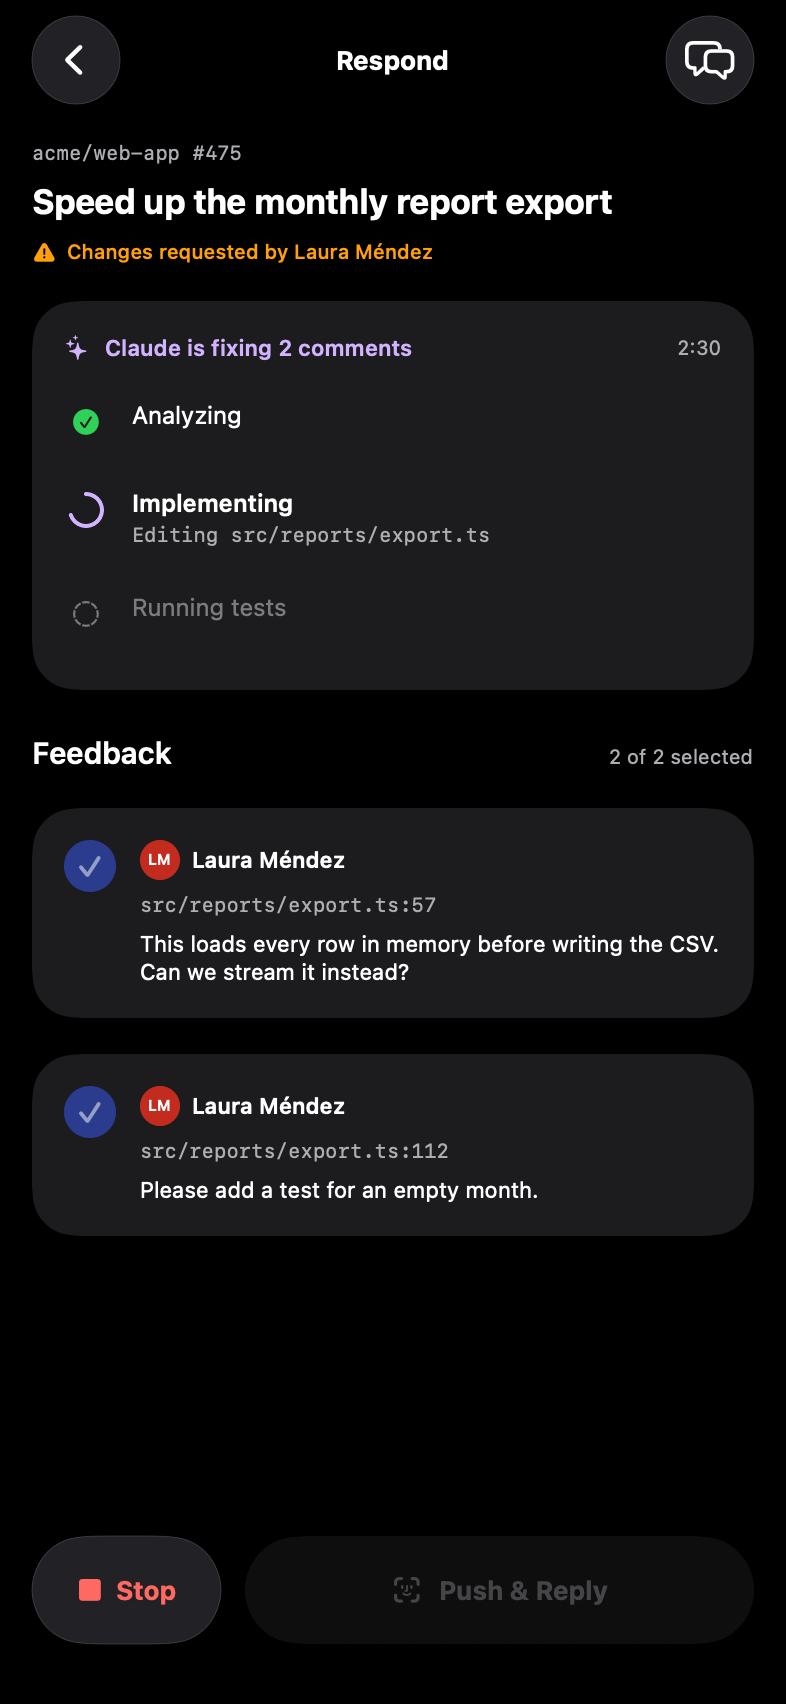 Respond
acme/web-app #475
Speed up the monthly report export
Changes requested by Laura Méndez
Claude is fixing 2 comments
2:30
Analyzing
Implementing
Editing src/reports/export.ts
Running tests
Feedback
2 of 2 selected
LM Laura Méndez
src/reports/export.ts:57
This loads every row in memory before writing the CSV.
Can we stream it instead?
LM Laura Méndez
src/reports/export.ts:112
Please add a test for an empty month.
Stop
Push & Reply